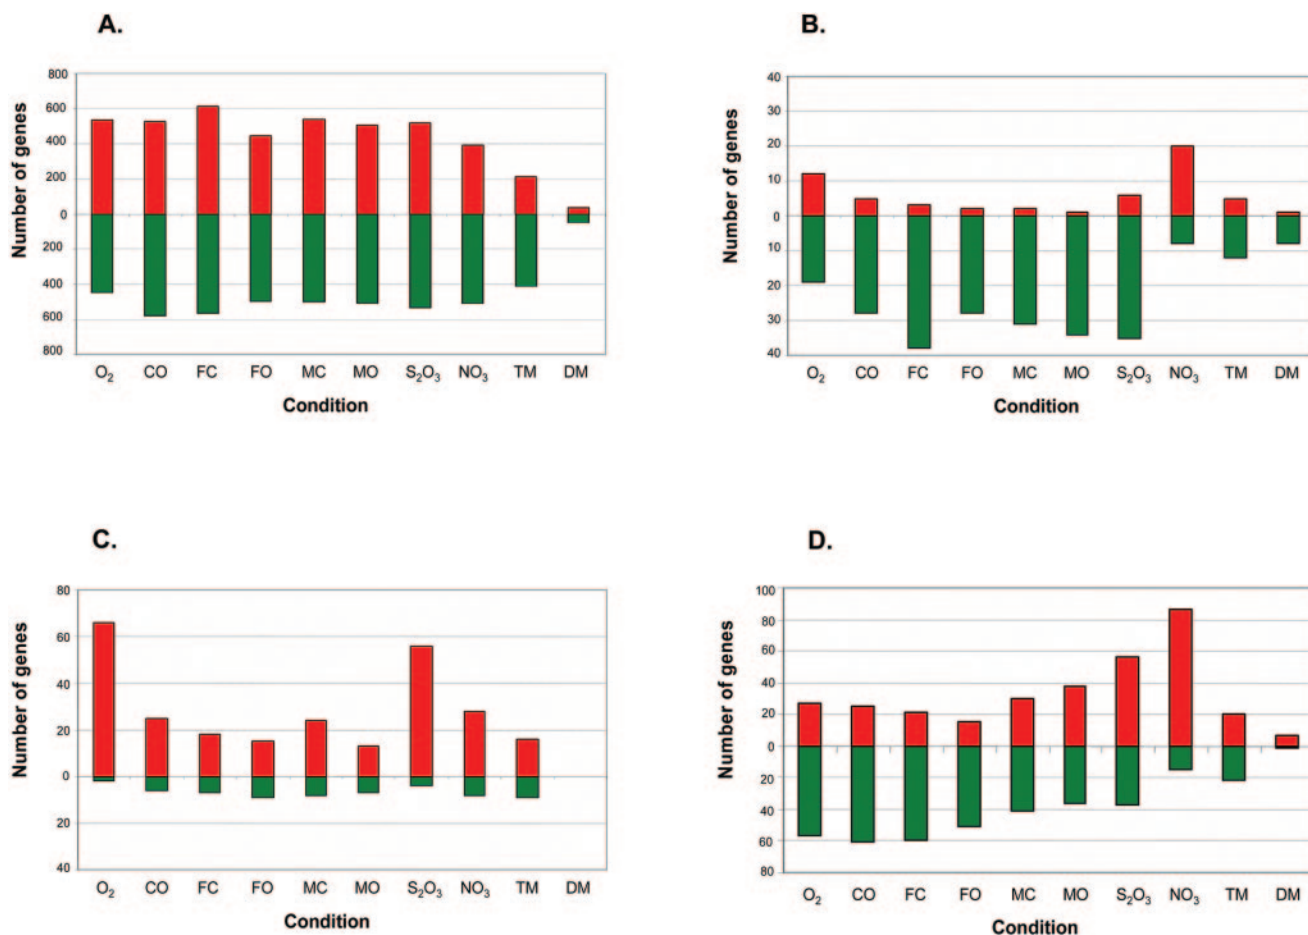 A.
Number of genes
800
600
400
200
0
200
400
600
800
O₂ CO FC FO MC MO S₂O₃ NO₃ TM DM
Condition
B.
Number of genes
40
30
20
10
0
10
20
30
40
O₂ CO FC FO MC MO S₂O₃ NO₃ TM DM
Condition
C.
Number of genes
80
60
40
20
0
20
40
O₂ CO FC FO MC MO S₂O₃ NO₃ TM DM
Condition
D.
Number of genes
100
80
60
40
20
0
20
40
60
80
O₂ CO FC FO MC MO S₂O₃ NO₃ TM DM
Condition